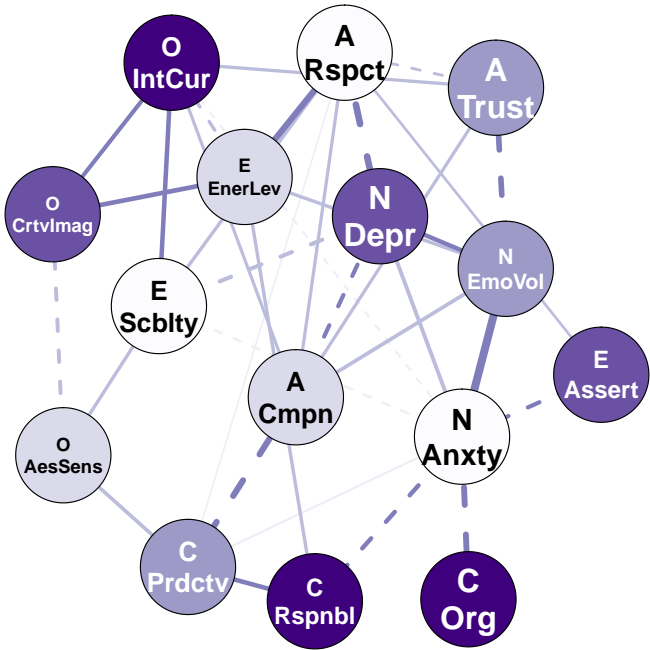 A
Rspct
O
IntCur
A
Trust
E
EnerLev
O
CrtvImag
N
Depr
N
EmoVol
E
Scblty
E
Assert
A
Cmpn
N
Anxty
O
AesSens
C
Prdctv
C
Rspnbl
C
Org